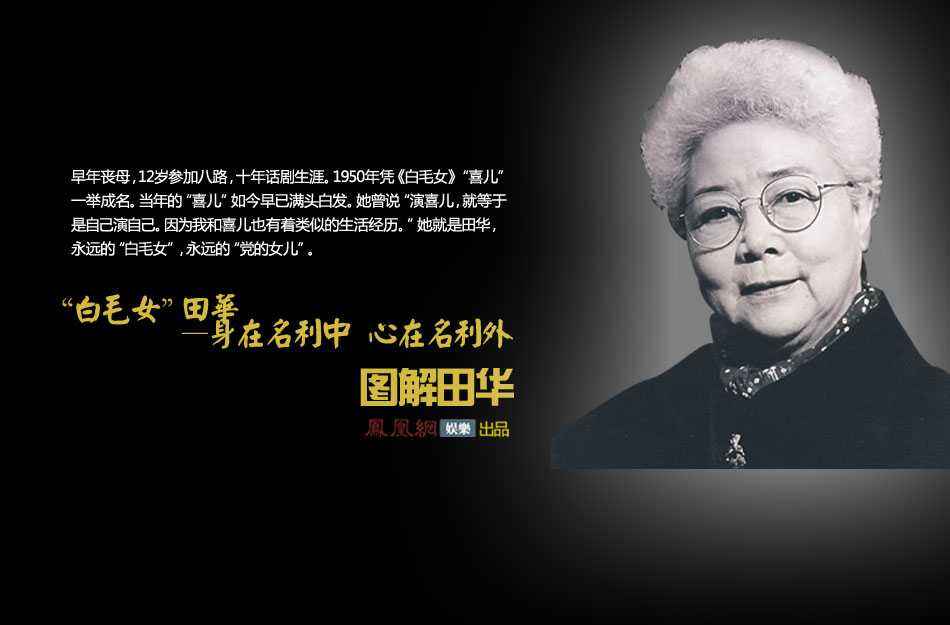 早年丧母,12岁参加八路,十年话剧生涯。1950年凭《白毛女》“喜儿”
一举成名。当年的“喜儿”如今早已满头白发。她曾说“演喜儿,就等于
是自己演自己。因为我和喜儿也有着类似的生活经历。”她就是田华,
永远的“白毛女”,永远的“党的女儿”。
“白毛女”田華
—身在名利中 心在名利外
图解田华
鳳凰網 娱樂 出品